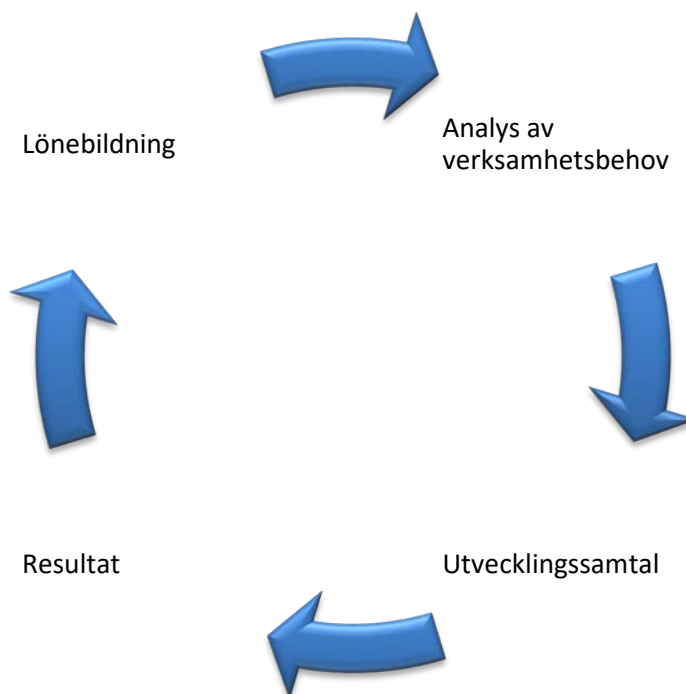 Lönebildning
Analys av
verksamhetsbehov
Resultat
Utvecklingssamtal